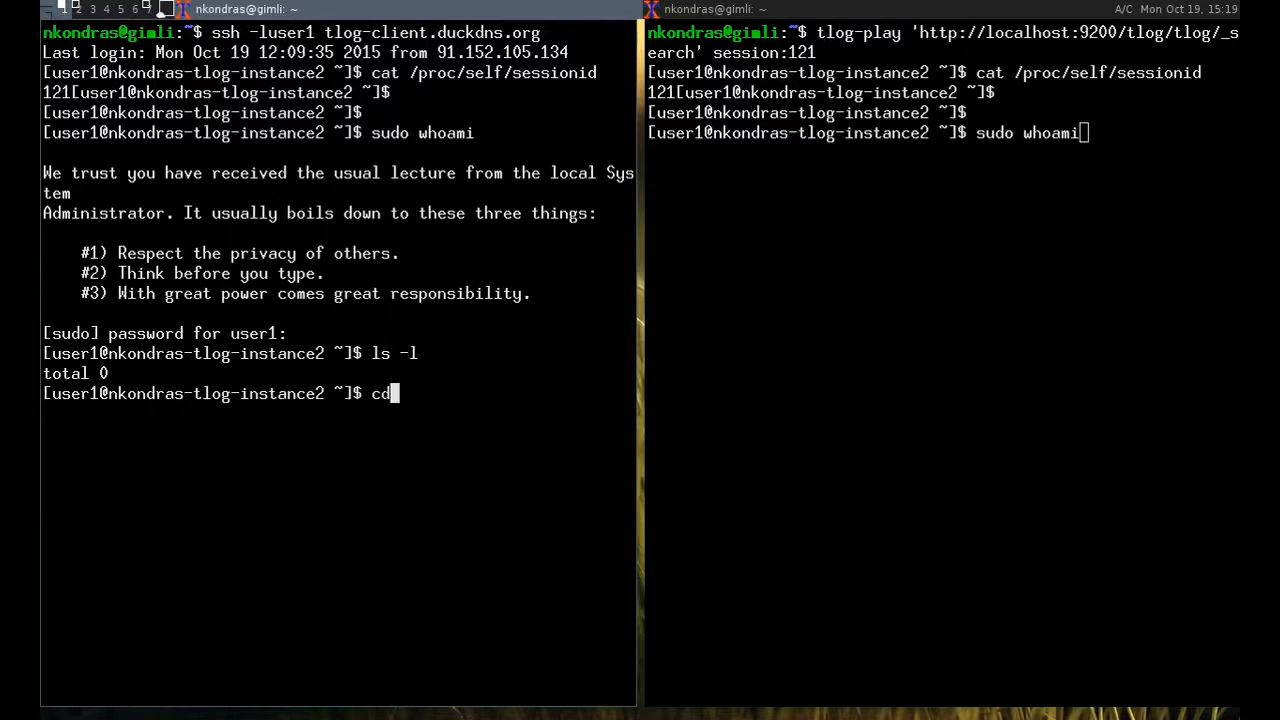 1 2 3 4 5 6 7 nkondras@gimli: ~
nkondras@gimli: ~
A/C Mon Oct 19, 15:19
nkondras@gimli:~$ ssh -luser1 tlog-client.duckdns.org
Last login: Mon Oct 19 12:09:35 2015 from 91.152.105.134
[user1@nkondras-tlog-instance2 ~]$ cat /proc/self/sessionid
121[user1@nkondras-tlog-instance2 ~]$
[user1@nkondras-tlog-instance2 ~]$
[user1@nkondras-tlog-instance2 ~]$ sudo whoami
We trust you have received the usual lecture from the local Sys
tem
Administrator. It usually boils down to these three things:
#1) Respect the privacy of others.
#2) Think before you type.
#3) With great power comes great responsibility.
[sudo] password for user1:
[user1@nkondras-tlog-instance2 ~]$ ls -l
total 0
[user1@nkondras-tlog-instance2 ~]$ cd
nkondras@gimli:~$ tlog-play 'http://localhost:9200/tlog/tlog/_s
earch' session:121
[user1@nkondras-tlog-instance2 ~]$ cat /proc/self/sessionid
121[user1@nkondras-tlog-instance2 ~]$
[user1@nkondras-tlog-instance2 ~]$
[user1@nkondras-tlog-instance2 ~]$ sudo whoami